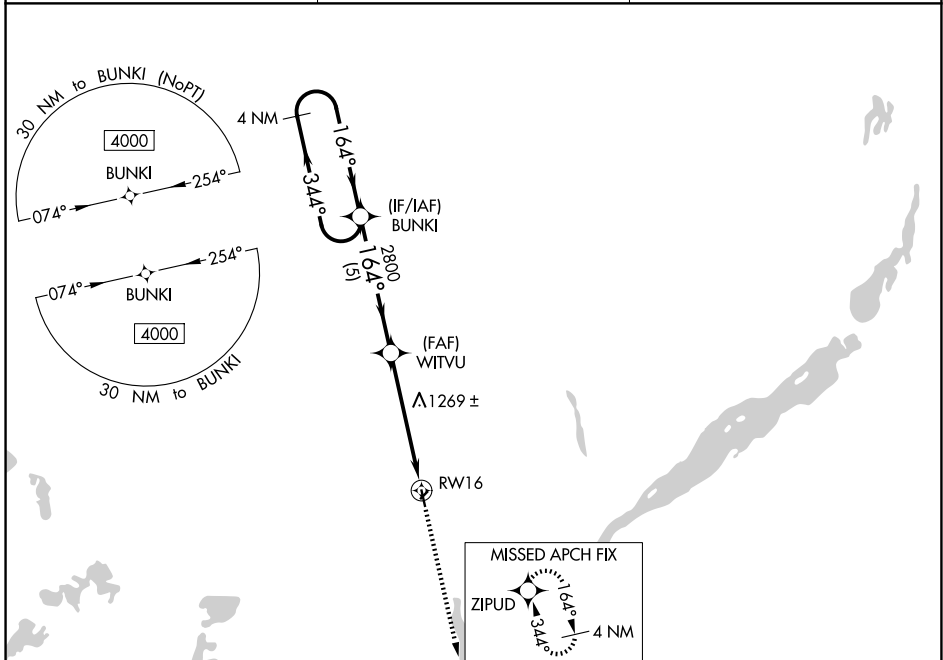 30 NM to BUNKI (NoPT)
4000
BUNKI
074°
254°
254°
074°
BUNKI
4000
30 NM to BUNKI
4 NM
164°
344°
(IF/IAF)
BUNKI
2800
164°
(5)
(FAF)
WITVU
1269 ±
RW16
MISSED APCH FIX
ZIPUD
164°
344°
4 NM